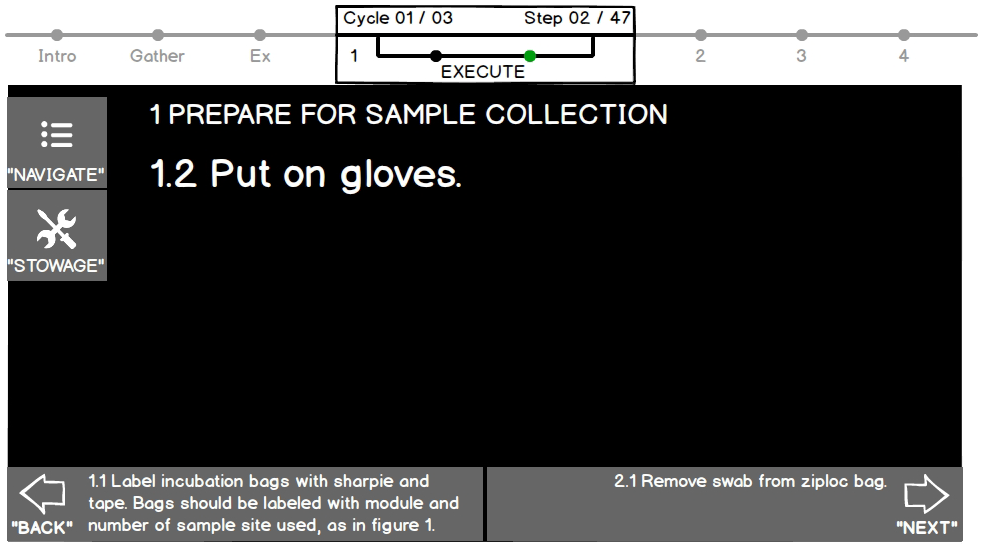 Cycle 01 / 03 Step 02 / 47
Intro Gather Ex 1 2 3 4
EXECUTE
1 PREPARE FOR SAMPLE COLLECTION
1.2 Put on gloves.
"NAVIGATE"
"STOWAGE"
1.1 Label incubation bags with sharpie and
tape. Bags should be labeled with module and
number of sample site used, as in figure 1.
"BACK"
2.1 Remove swab from ziploc bag.
"NEXT"